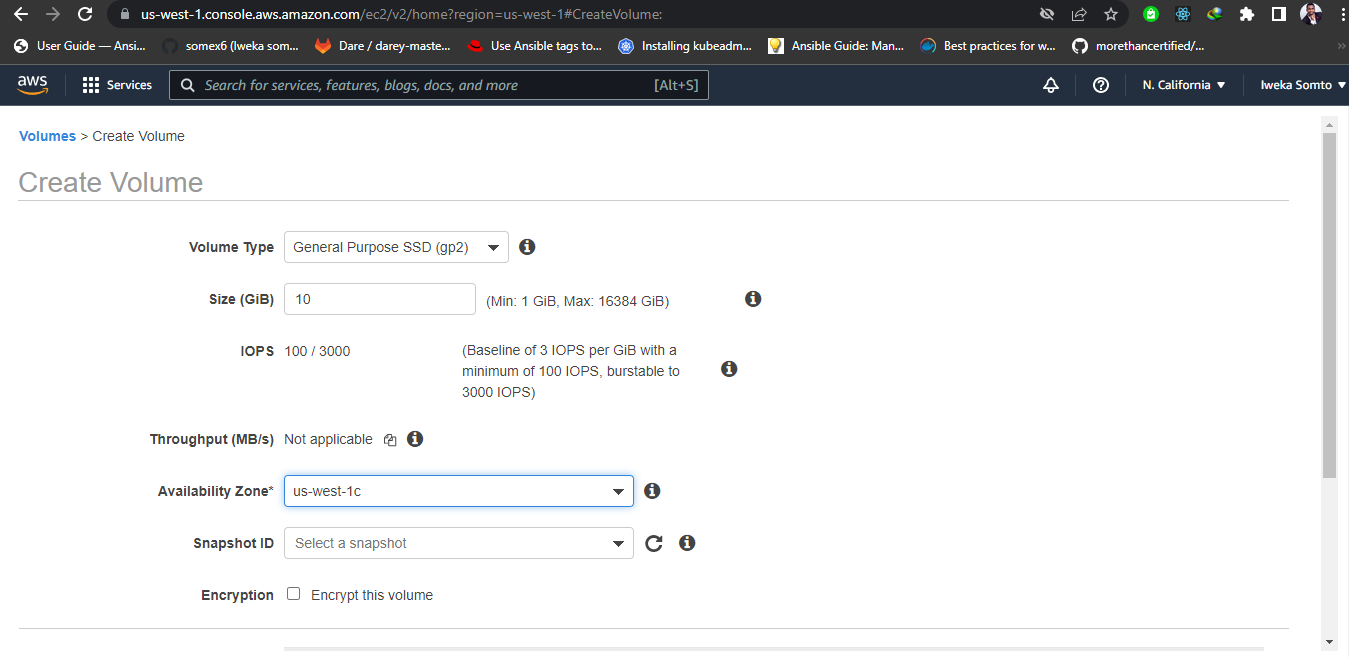 us-west-1.console.aws.amazon.com/ec2/v2/home?region=us-west-1#CreateVolume:
User Guide — Ansi... somex6 (Iweka som... Dare / darey-maste... Use Ansible tags to... Installing kubeadm... Ansible Guide: Man... Best practices for w... morethancertified/... »
aws Services Search for services, features, blogs, docs, and more [Alt+S] N. California Iweka Somto
Volumes > Create Volume
Create Volume
Volume Type General Purpose SSD (gp2)
Size (GiB) 10 (Min: 1 GiB, Max: 16384 GiB)
IOPS 100 / 3000 (Baseline of 3 IOPS per GiB with a
minimum of 100 IOPS, burstable to
3000 IOPS)
Throughput (MB/s) Not applicable
Availability Zone* us-west-1c
Snapshot ID Select a snapshot
Encryption Encrypt this volume